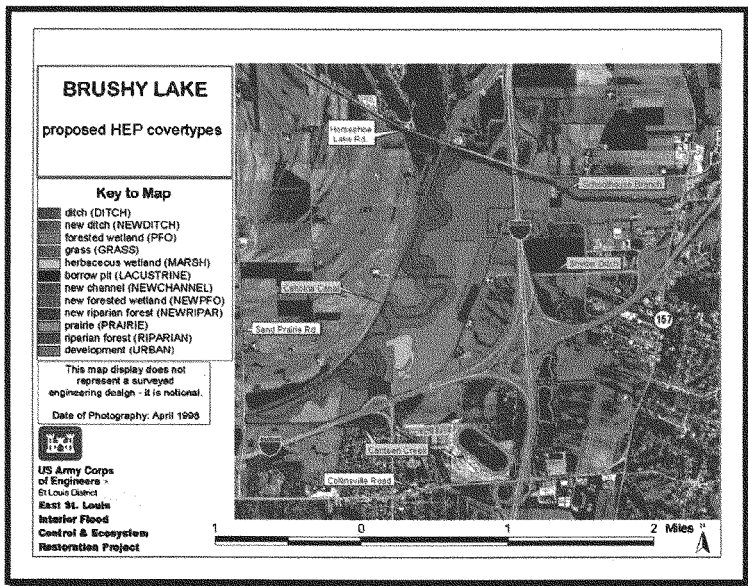 BRUSHY LAKE
proposed HEP covertypes
Key to Map
ditch (DITCH)
new ditch (NEWDITCH)
forested wetland (PFO)
grass (GRASS)
herbaceous wetland (MARSH)
borrow pit (LACUSTRINE)
new channel (NEWCHANNEL)
new forested wetland (NEWPFO)
new riparian forest (NEWRIPAR)
prairie (PRAIRIE)
riparian forest (RIPARIAN)
development (URBAN)
This map display does not
represent a surveyed
engineering design - it is notional.
Date of Photography: April 1998
US Army Corps
of Engineers
St Louis District
East St. Louis
Interior Flood
Control & Ecosystem
Restoration Project
Horseshoe
Lake Rd.
Schoolhouse Branch
Ditch
Cahokia Canal
157
Sand Prairie Rd.
Canteen Creek
Collinsville Road
1 0 1 2 Miles
N